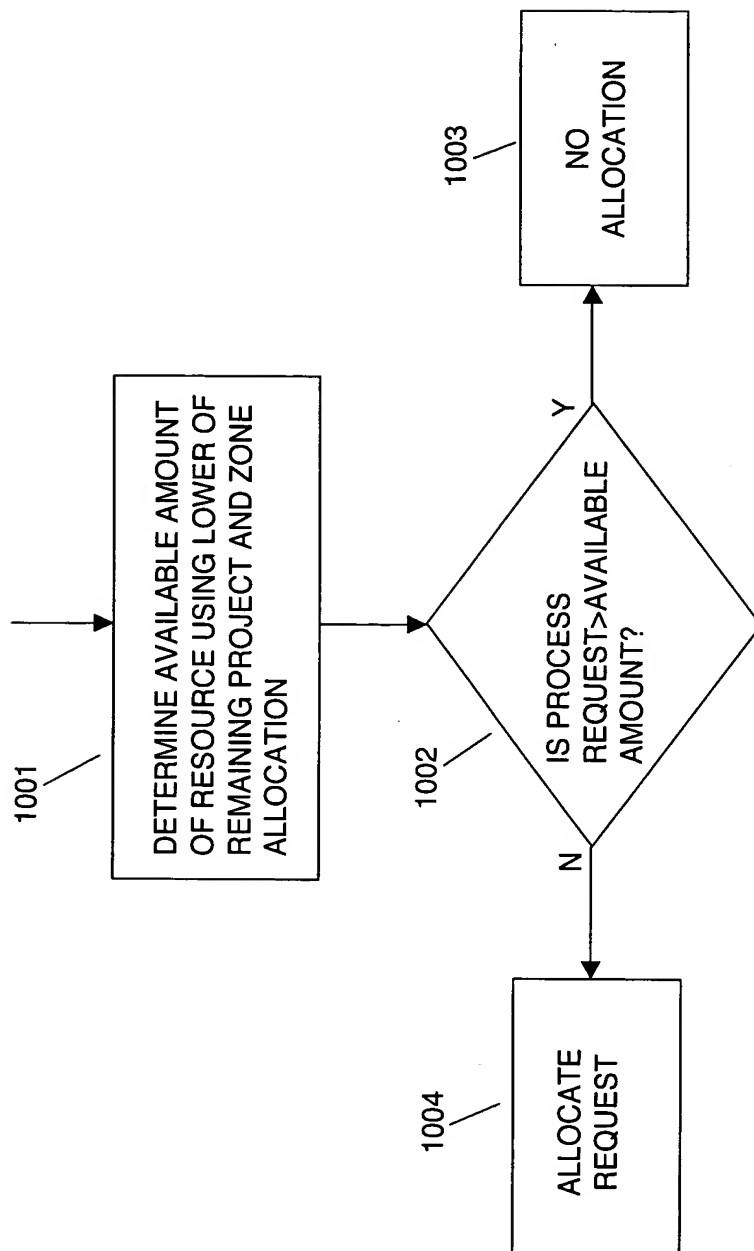 1001
DETERMINE AVAILABLE AMOUNT
OF RESOURCE USING LOWER OF
REMAINING PROJECT AND ZONE
ALLOCATION
1002
IS PROCESS
REQUEST>AVAILABLE
AMOUNT?
N
Y
1004
ALLOCATE
REQUEST
1003
NO
ALLOCATION